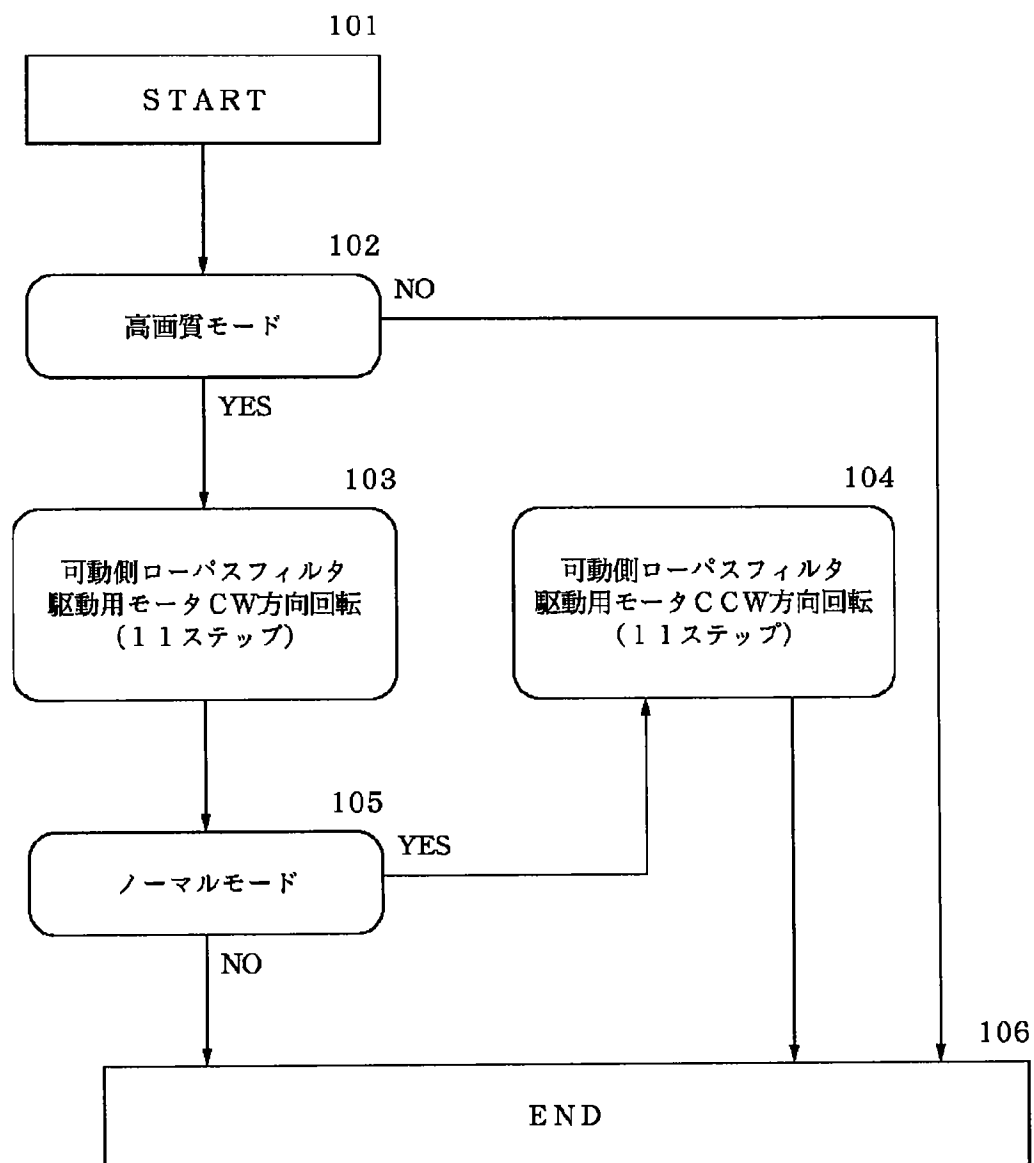 101
START
102
高画質モード
NO
YES
103
可動側ローパスフィルタ
駆動用モータCW方向回転
(11ステップ)
104
可動側ローパスフィルタ
駆動用モータCCW方向回転
(11ステップ)
105
ノーマルモード
YES
NO
106
END